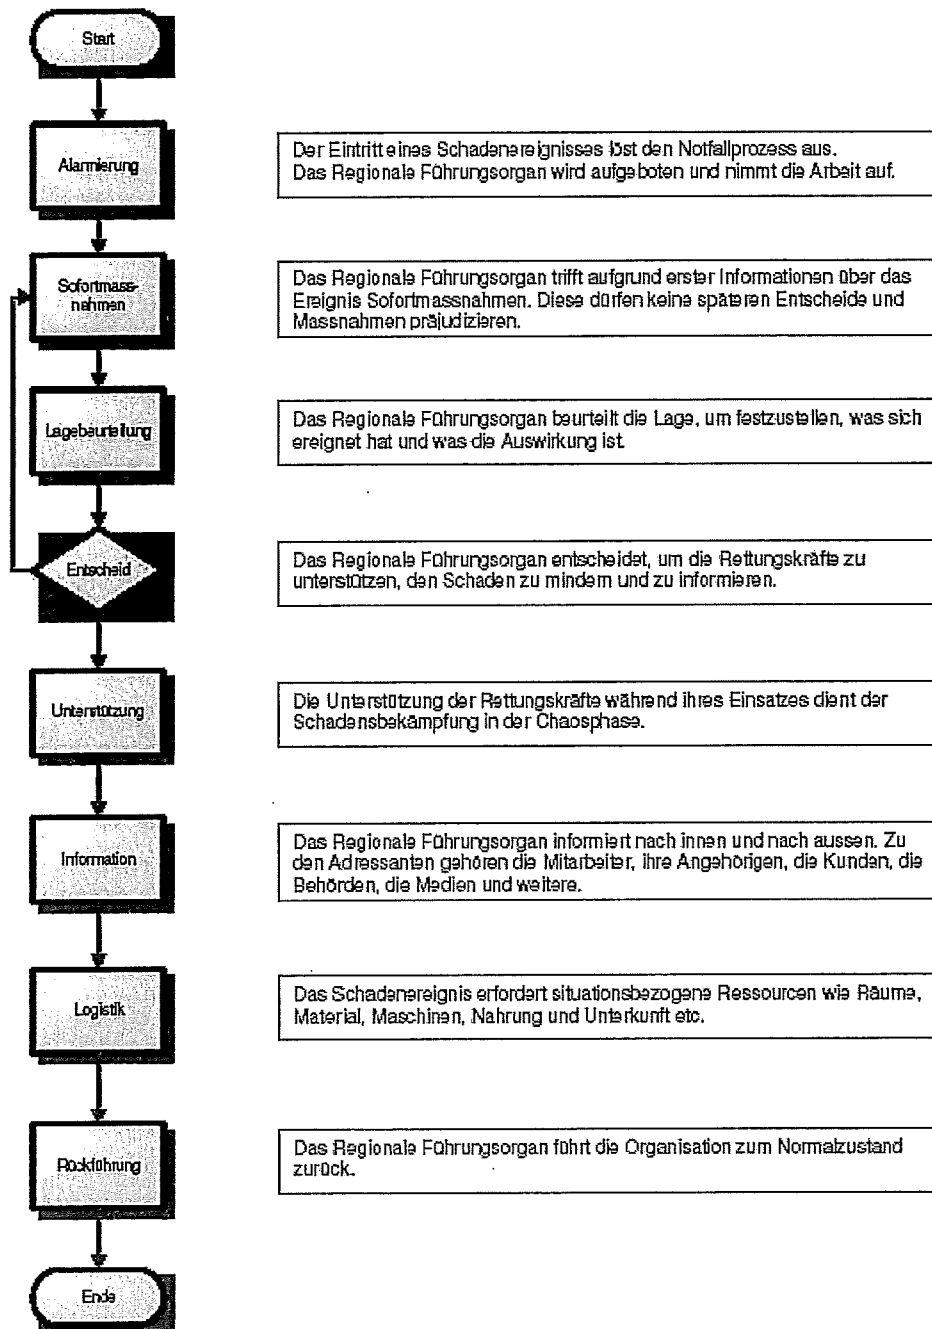 Start
Alarmierung
Der Eintritt eines Schadenereignisses löst den Notfallprozess aus.
Das Regionale Führungsorgan wird aufgeboten und nimmt die Arbeit auf.
Sofortmass-
nahmen
Das Regionale Führungsorgan trifft aufgrund erster Informationen über das
Ereignis Sofortmassnahmen. Diese dürfen keine späteren Entscheide und
Massnahmen präjudizieren.
Lagebeurteilung
Das Regionale Führungsorgan beurteilt die Lage, um festzustellen, was sich
ereignet hat und was die Auswirkung ist.
Entscheid
Das Regionale Führungsorgan entscheidet, um die Rettungskräfte zu
unterstützen, den Schaden zu mindern und zu informieren.
Unterstützung
Die Unterstützung der Rettungskräfte während ihres Einsatzes dient der
Schadensbekämpfung in der Chaosphase.
Information
Das Regionale Führungsorgan informiert nach innen und nach aussen. Zu
den Adressanten gehören die Mitarbeiter, ihre Angehörigen, die Kunden, die
Behörden, die Medien und weitere.
Logistik
Das Schadenereignis erfordert situationsbezogene Ressourcen wie Räume,
Material, Maschinen, Nahrung und Unterkunft etc.
Rückführung
Das Regionale Führungsorgan führt die Organisation zum Normalzustand
zurück.
Ende